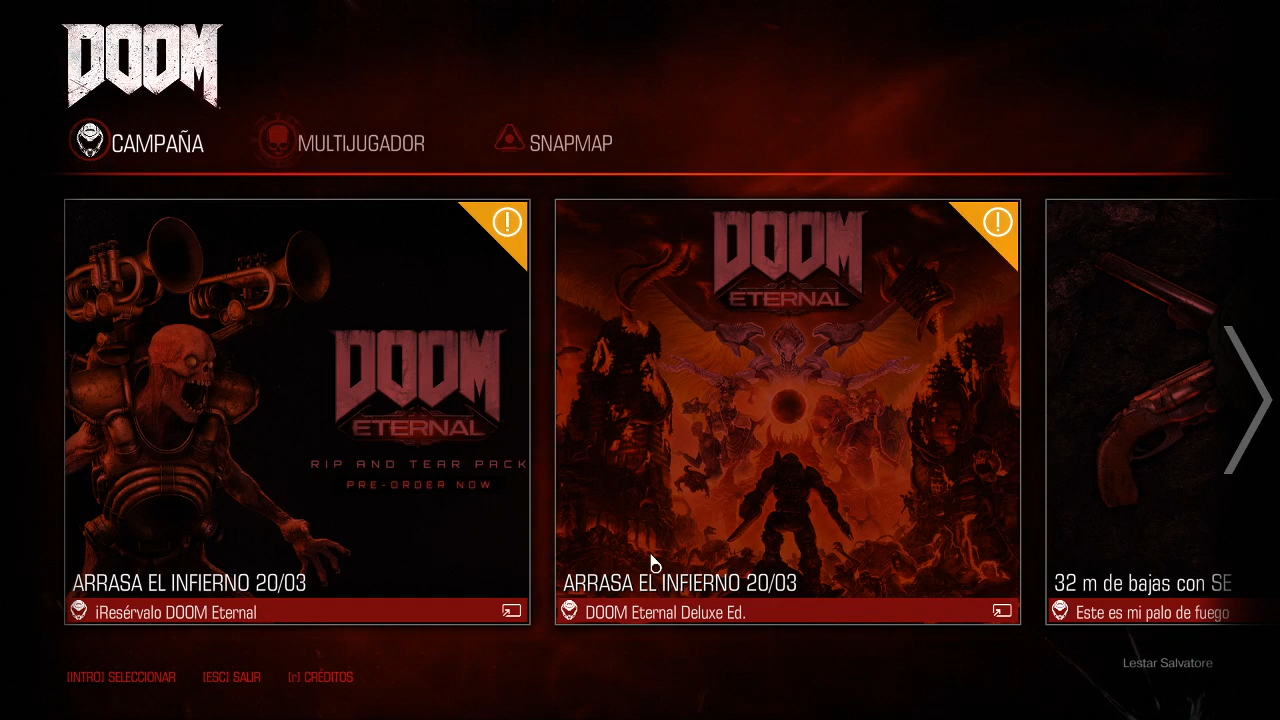 DOOM
CAMPAÑA MULTIJUGADOR SNAPMAP
DOOM
ETERNAL
RIP AND TEAR PACK
PRE-ORDER NOW
ARRASA EL INFIERNO 20/03
¡Resérvalo DOOM Eternal
DOOM
ETERNAL
ARRASA EL INFIERNO 20/03
DOOM Eternal Deluxe Ed.
32 m de bajas con SE
Este es mi palo de fuego
Lestar Salvatore
[INTRO] SELECCIONAR [ESC] SALIR [r] CRÉDITOS